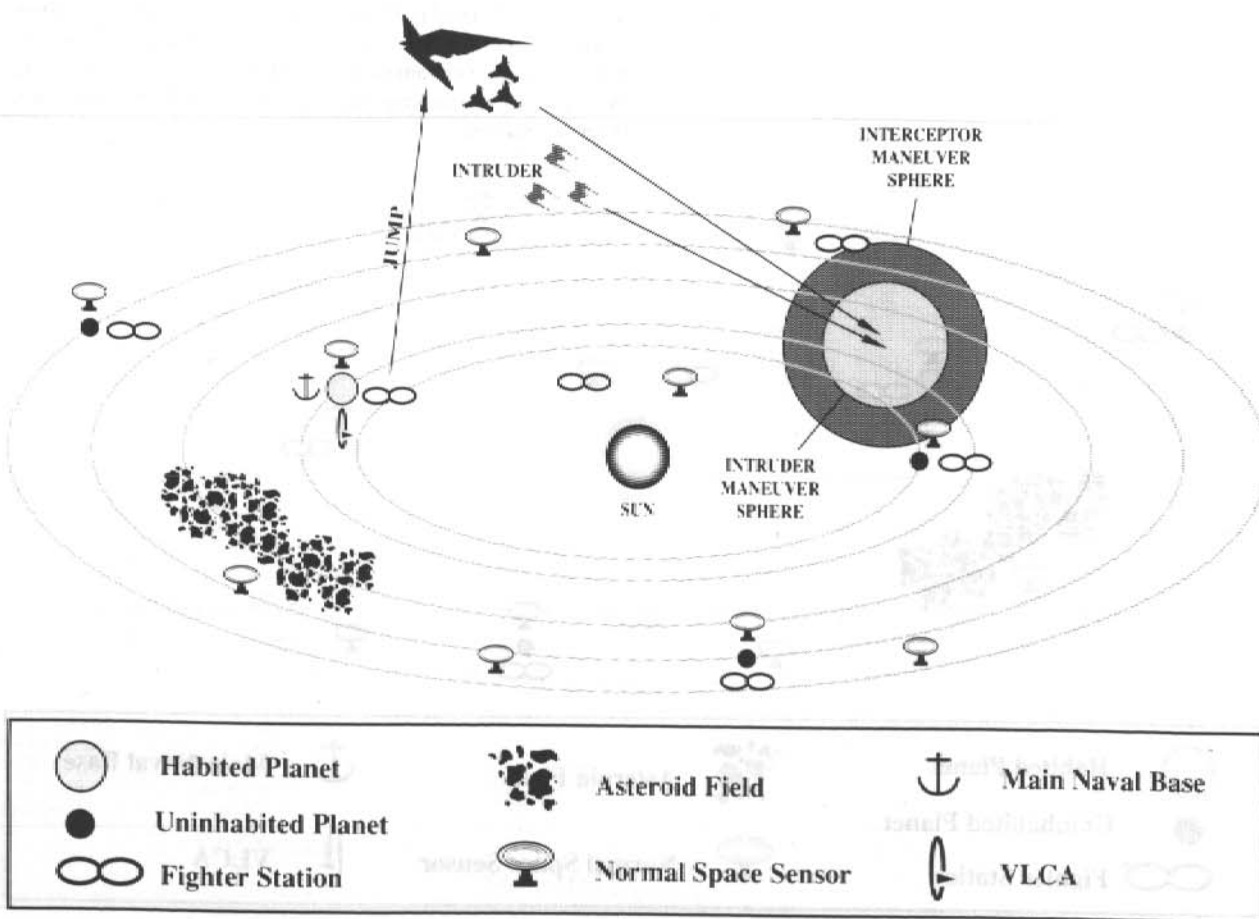 INTERCEPTOR
MANEUVER
SPHERE
INTRUDER
JUMP
INTRUDER
MANEUVER
SPHERE
SUN
Habited Planet
Asteroid Field
Main Naval Base
Uninhabited Planet
Fighter Station
Normal Space Sensor
VLCA